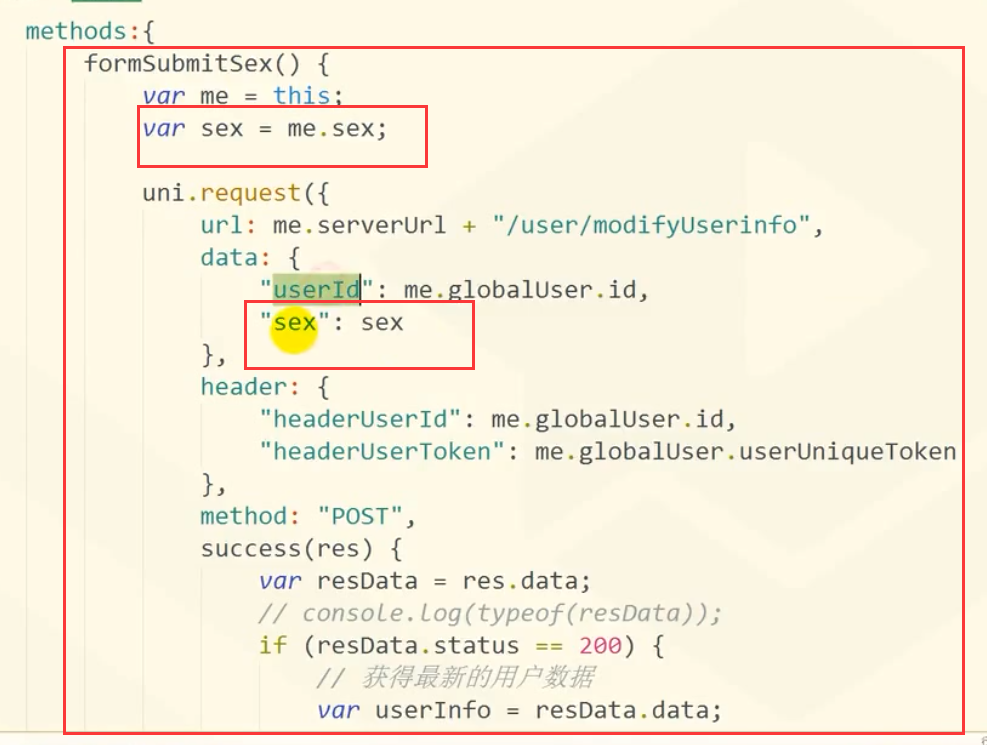 methods:{
formSubmitSex() {
var me = this;
var sex = me.sex;
uni.request({
url: me.serverUrl + "/user/modifyUserinfo",
data: {
"userId": me.globalUser.id,
"sex": sex
},
header: {
"headerUserId": me.globalUser.id,
"headerUserToken": me.globalUser.userUniqueToken
},
method: "POST",
success(res) {
var resData = res.data;
// console.log(typeof(resData));
if (resData.status == 200) {
// 获得最新的用户数据
var userInfo = resData.data;